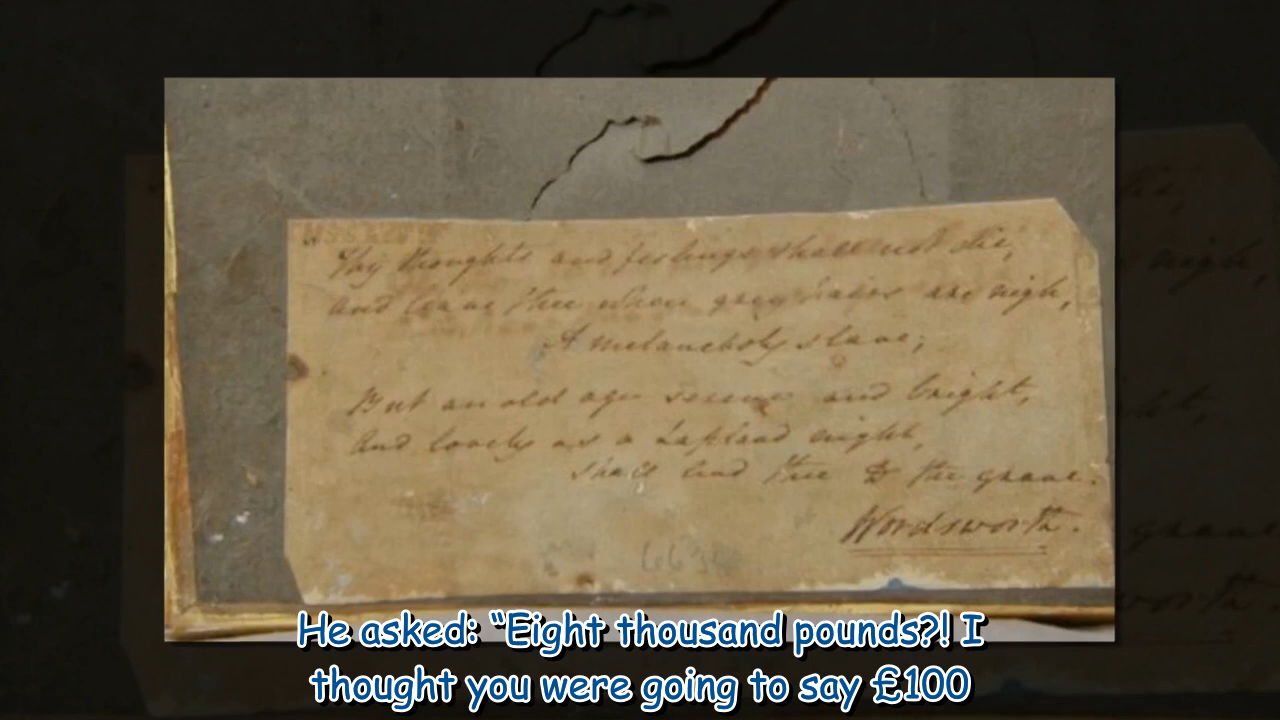 Thy thoughts and feelings shall not die,
and leave thee when grey hairs are nigh,
A melancholy slave;
But an old age serene and bright,
And lovely as a Lapland night,
shall lead thee to the grave.
Wordsworth.
He asked: “Eight thousand pounds?! I
thought you were going to say £100